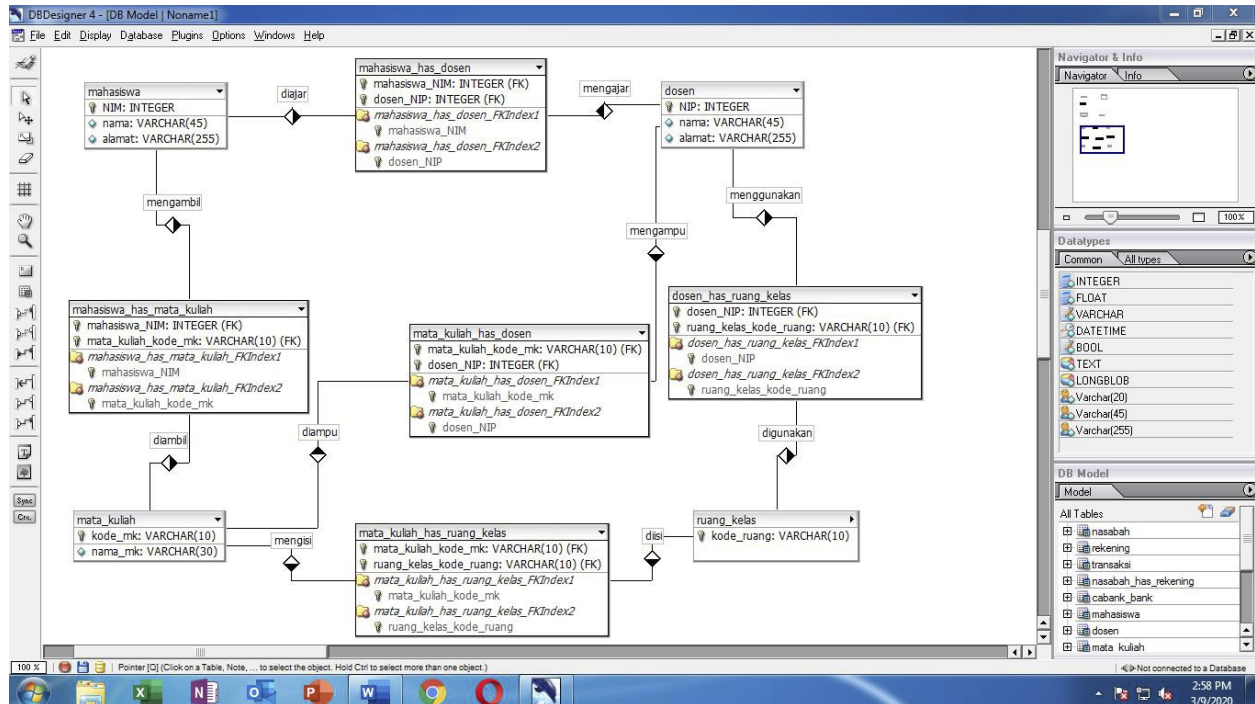 DBDesigner 4 - [DB Model | Noname1]
File Edit Display Database Plugins Options Windows Help
mahasiswa
NIM: INTEGER
nama: VARCHAR(45)
alamat: VARCHAR(255)
diajar
mahasiswa_has_dosen
mahasiswa_NIM: INTEGER (FK)
dosen_NIP: INTEGER (FK)
mahasiswa_has_dosen_FKIndex1
mahasiswa_NIM
mahasiswa_has_dosen_FKIndex2
dosen_NIP
mengajar
dosen
NIP: INTEGER
nama: VARCHAR(45)
alamat: VARCHAR(255)
mengambil
menggunakan
mengampu
mahasiswa_has_mata_kuliah
mahasiswa_NIM: INTEGER (FK)
mata_kuliah_kode_mk: VARCHAR(10) (FK)
mahasiswa_has_mata_kuliah_FKIndex1
mahasiswa_NIM
mahasiswa_has_mata_kuliah_FKIndex2
mata_kuliah_kode_mk
mata_kuliah_has_dosen
mata_kuliah_kode_mk: VARCHAR(10) (FK)
dosen_NIP: INTEGER (FK)
mata_kuliah_has_dosen_FKIndex1
mata_kuliah_kode_mk
mata_kuliah_has_dosen_FKIndex2
dosen_NIP
dosen_has_ruang_kelas
dosen_NIP: INTEGER (FK)
ruang_kelas_kode_ruang: VARCHAR(10) (FK)
dosen_has_ruang_kelas_FKIndex1
dosen_NIP
dosen_has_ruang_kelas_FKIndex2
ruang_kelas_kode_ruang
diambil
diampu
digunakan
mata_kuliah
kode_mk: VARCHAR(10)
nama_mk: VARCHAR(30)
mengisi
mata_kuliah_has_ruang_kelas
mata_kuliah_kode_mk: VARCHAR(10) (FK)
ruang_kelas_kode_ruang: VARCHAR(10) (FK)
mata_kuliah_has_ruang_kelas_FKIndex1
mata_kuliah_kode_mk
mata_kuliah_has_ruang_kelas_FKIndex2
ruang_kelas_kode_ruang
diisi
ruang_kelas
kode_ruang: VARCHAR(10)
Sync
Cre.
Navigator & Info
Navigator Info
100%
Datatypes
Common All types
INTEGER
FLOAT
VARCHAR
DATETIME
BOOL
TEXT
LONGBLOB
Varchar(20)
Varchar(45)
Varchar(255)
DB Model
Model
All Tables
nasabah
rekening
transaksi
nasabah_has_rekening
cabank_bank
mahasiswa
dosen
mata kuliah
100 %
Pointer [Q] (Click on a Table, Note, ... to select the object. Hold Ctrl to select more than one object.)
Not connected to a Database
2:58 PM
3/9/2020